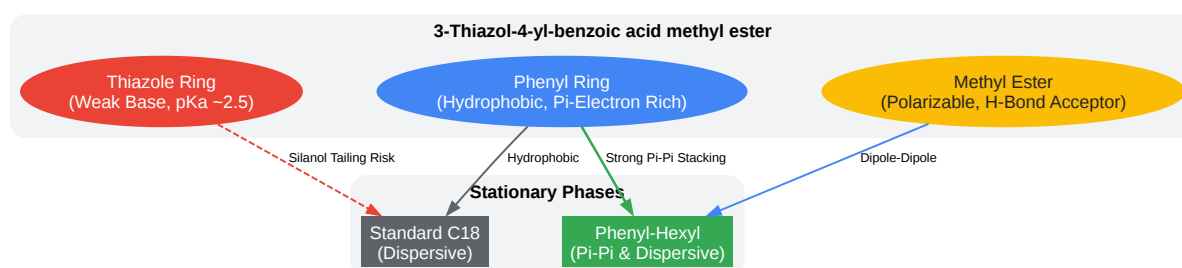 3-Thiazol-4-yl-benzoic acid methyl ester
Thiazole Ring
(Weak Base, pKa ~2.5)
Phenyl Ring
(Hydrophobic, Pi-Electron Rich)
Methyl Ester
(Polarizable, H-Bond Acceptor)
Silanol Tailing Risk
Hydrophobic
Strong Pi-Pi Stacking
Dipole-Dipole
Stationary Phases
Standard C18
(Dispersive)
Phenyl-Hexyl
(Pi-Pi & Dispersive)